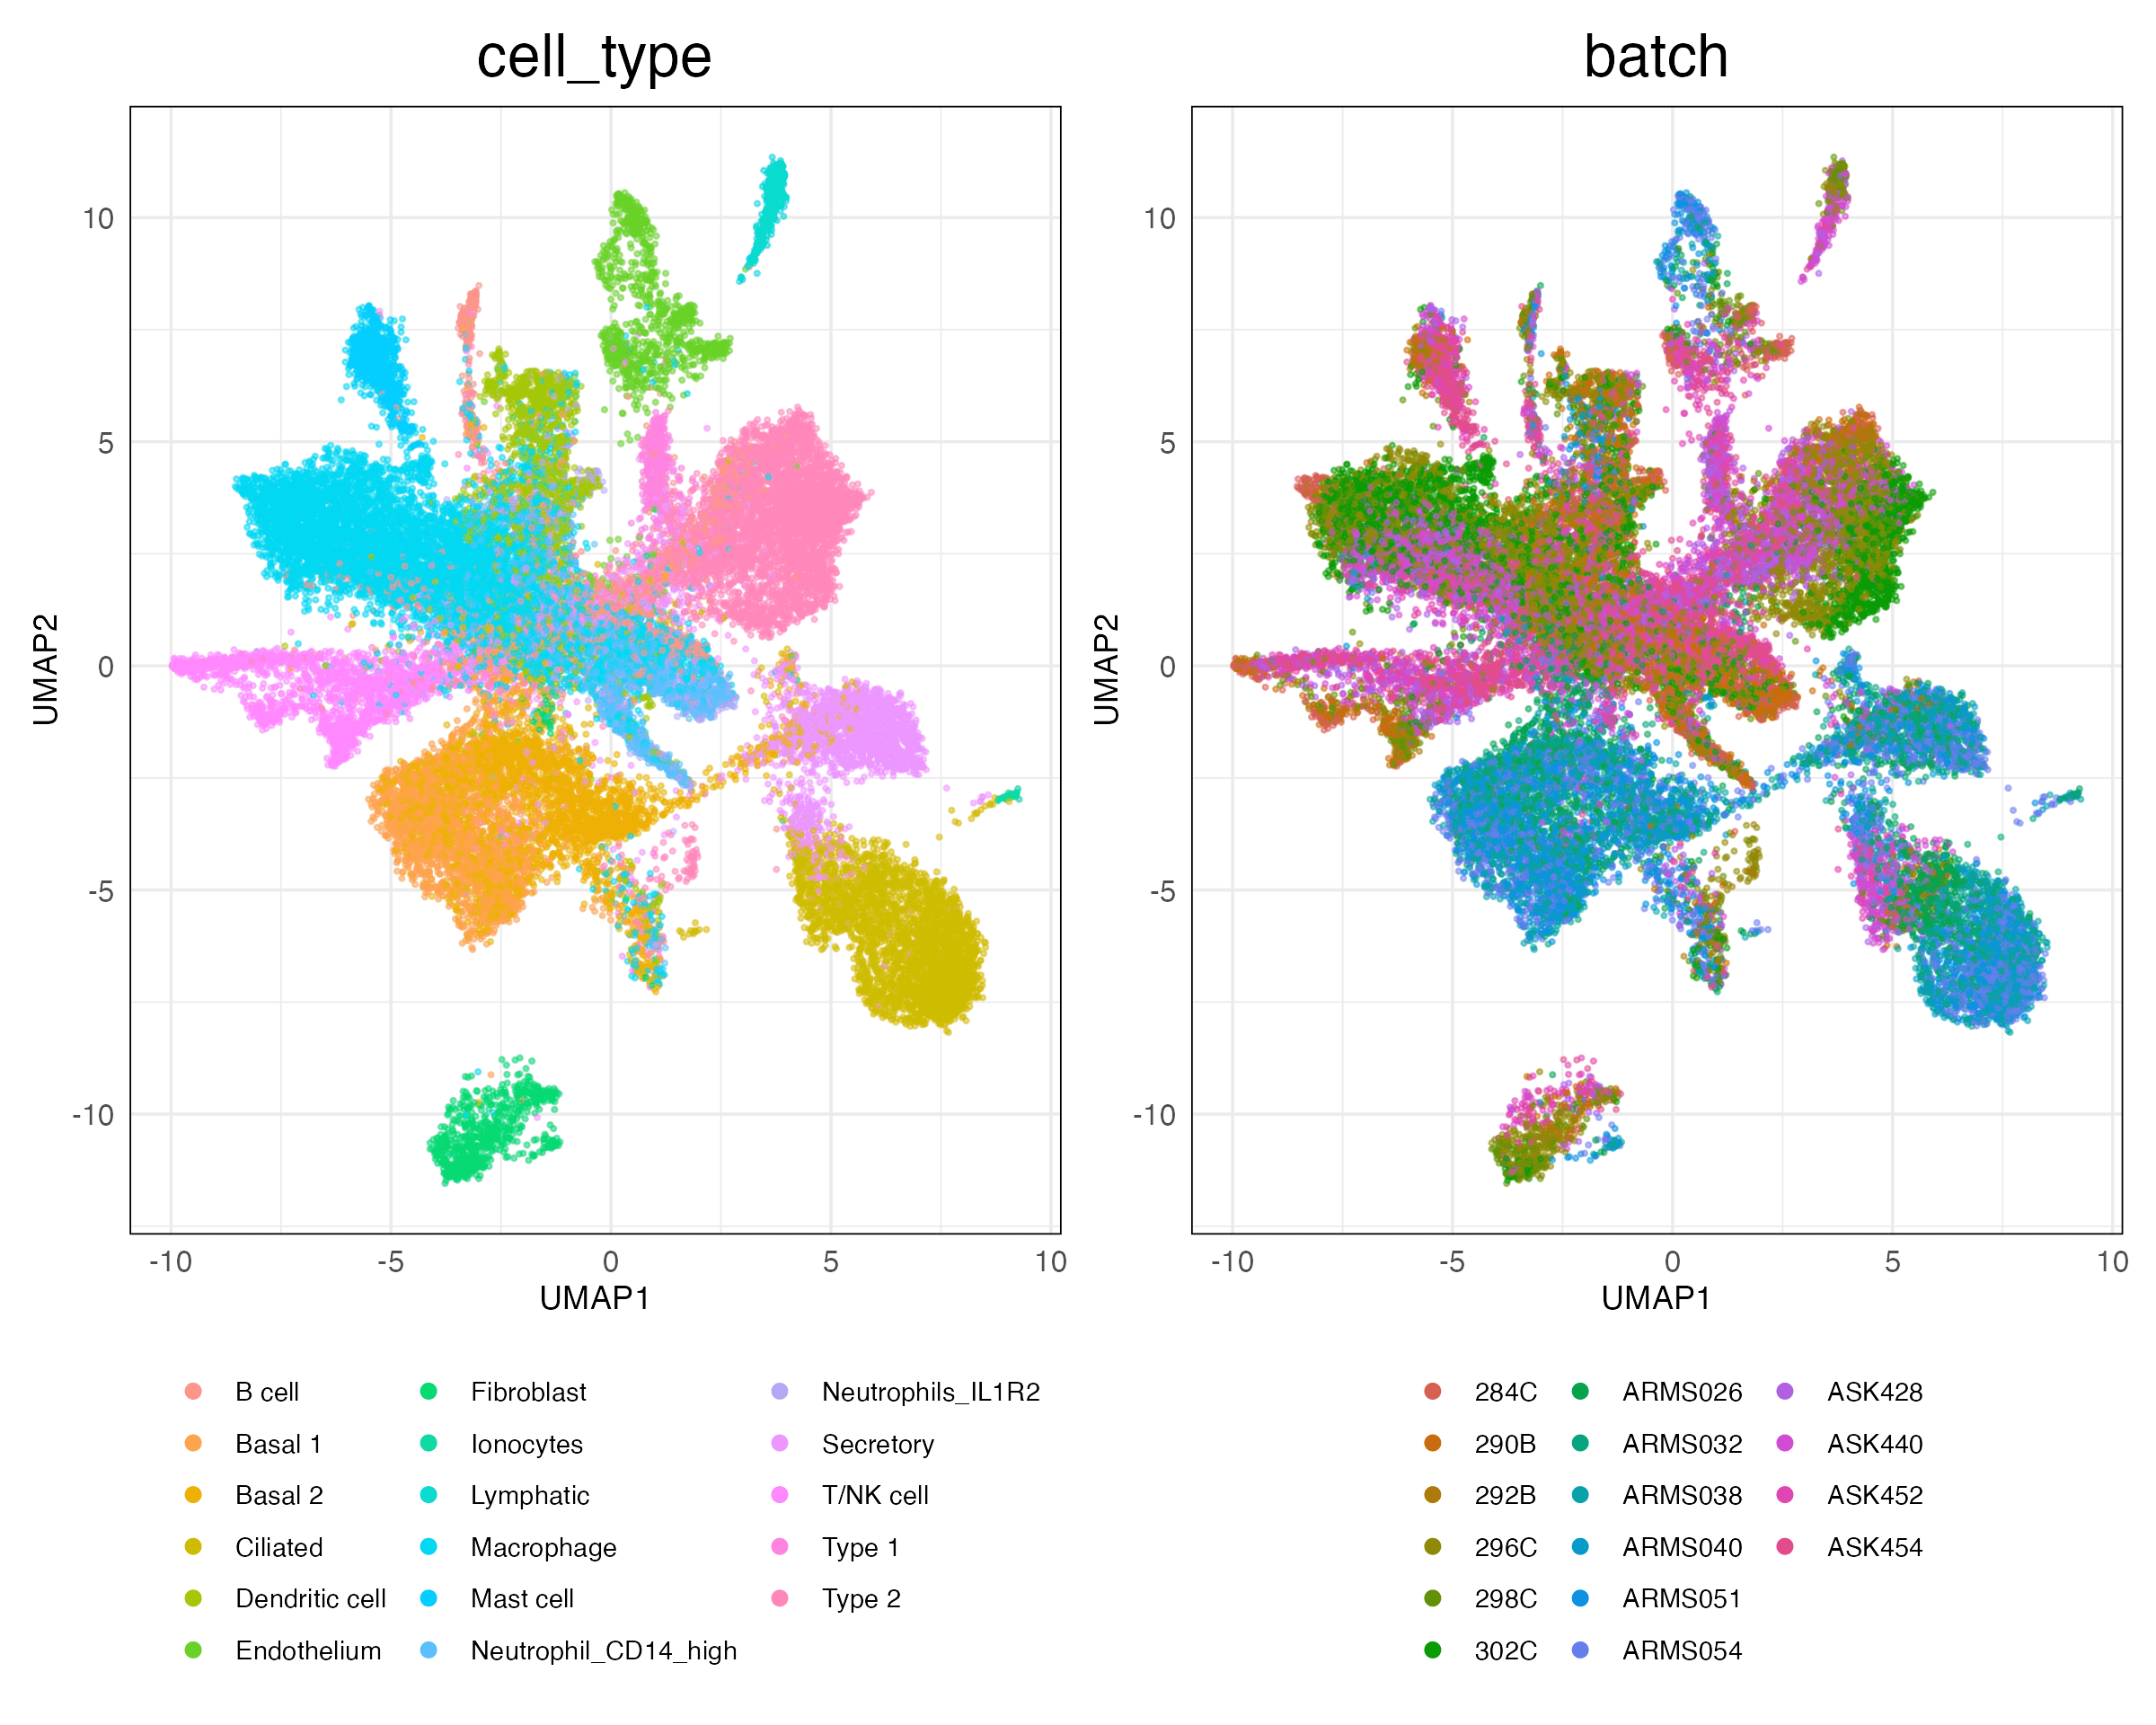 cell_type
batch
UMAP2
10
5
0
-5
-10
-10
-5
0
5
10
UMAP1
UMAP2
10
5
0
-5
-10
-10
-5
0
5
10
UMAP1
B cell
Basal 1
Basal 2
Ciliated
Dendritic cell
Endothelium
Fibroblast
Ionocytes
Lymphatic
Macrophage
Mast cell
Neutrophil_CD14_high
Neutrophils_IL1R2
Secretory
T/NK cell
Type 1
Type 2
284C
290B
292B
296C
298C
302C
ARMS026
ARMS032
ARMS038
ARMS040
ARMS051
ARMS054
ASK428
ASK440
ASK452
ASK454